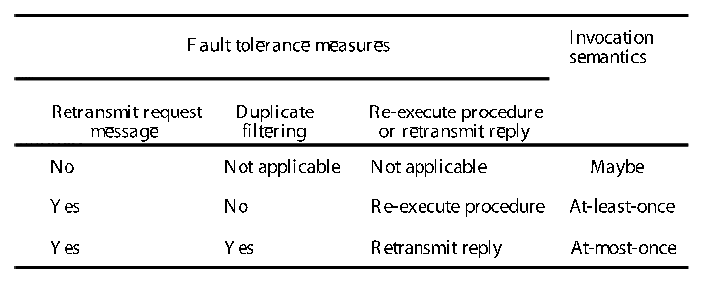 Fault tolerance measures
Invocation
semantics
Retransmit request
message
Duplicate
filtering
Re-execute procedure
or retransmit reply
No Not applicable Not applicable Maybe
Yes No Re-execute procedure At-least-once
Yes Yes Retransmit reply At-most-once